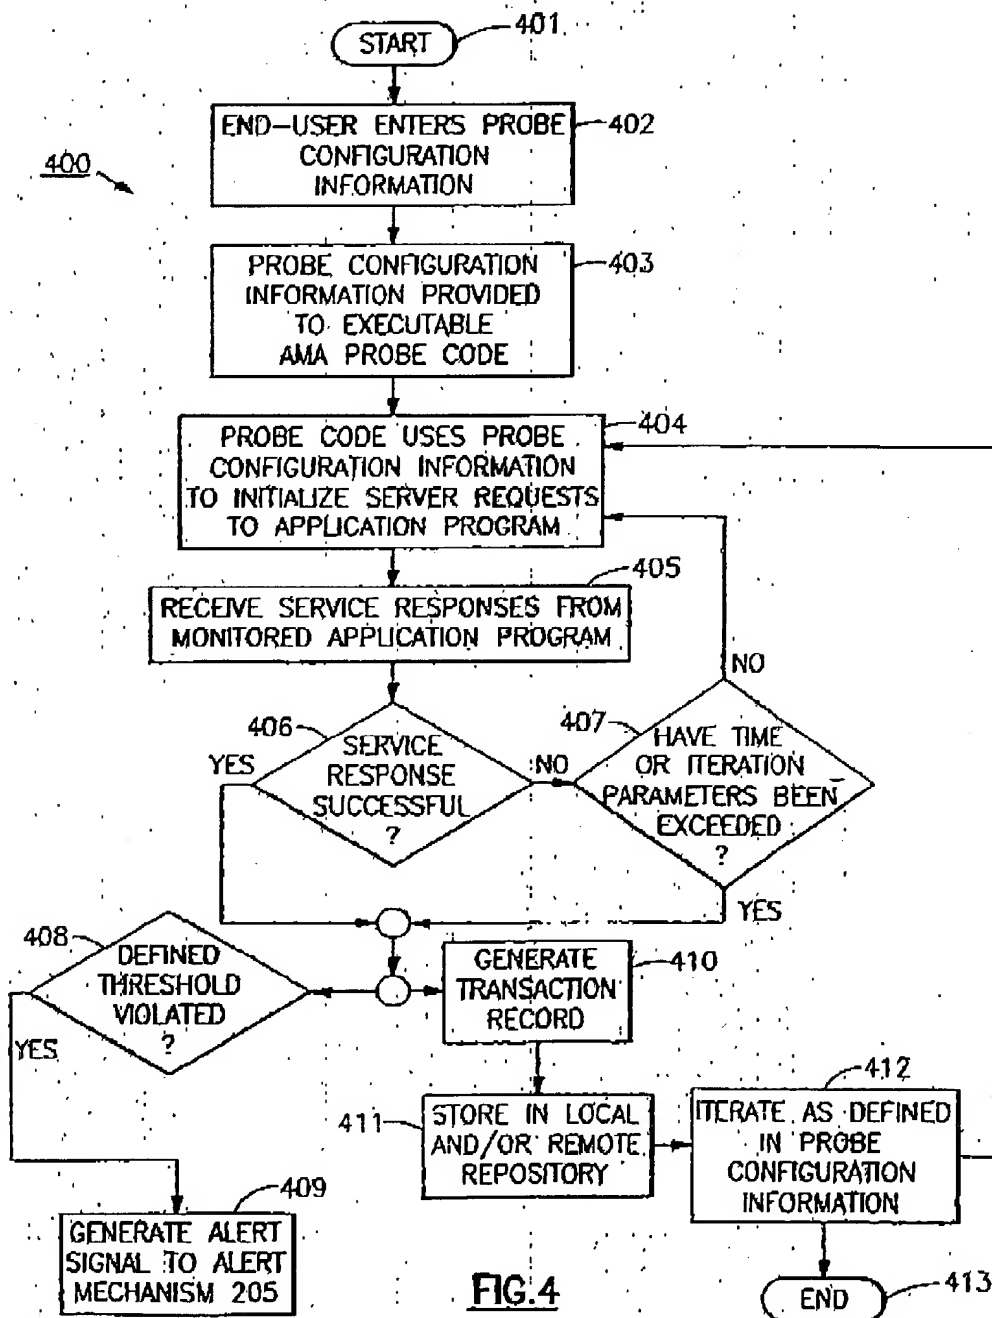 START
401
END-USER ENTERS PROBE
CONFIGURATION
INFORMATION
402
400
PROBE CONFIGURATION
INFORMATION PROVIDED
TO EXECUTABLE
AMA PROBE CODE
403
PROBE CODE USES PROBE
CONFIGURATION INFORMATION
TO INITIALIZE SERVER REQUESTS
TO APPLICATION PROGRAM
404
405
RECEIVE SERVICE RESPONSES FROM
MONITORED APPLICATION PROGRAM
406
SERVICE
RESPONSE
SUCCESSFUL
?
YES
NO
407
HAVE TIME
OR ITERATION
PARAMETERS BEEN
EXCEEDED
?
NO
YES
408
DEFINED
THRESHOLD
VIOLATED
?
YES
GENERATE
TRANSACTION
RECORD
410
411
STORE IN LOCAL
AND/OR REMOTE
REPOSITORY
412
ITERATE AS DEFINED
IN PROBE
CONFIGURATION
INFORMATION
409
GENERATE ALERT
SIGNAL TO ALERT
MECHANISM 205
FIG.4
END
413